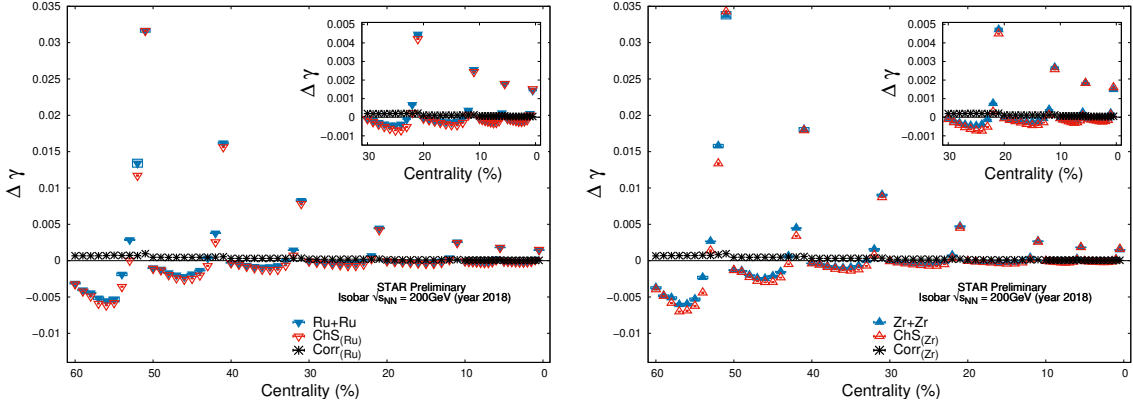 0.035
0.03
0.025
0.02
0.015
0.01
0.005
0
−0.005
−0.01
Δ γ
60 50 40 30 20 10 0
Centrality (%)
STAR Preliminary
Isobar √sNN = 200GeV (year 2018)
Ru+Ru
ChS(Ru)
Corr(Ru)
0.005
0.004
0.003
0.002
0.001
0
−0.001
Δ γ
30 20 10 0
Centrality (%)
0.035
0.03
0.025
0.02
0.015
0.01
0.005
0
−0.005
−0.01
Δ γ
60 50 40 30 20 10 0
Centrality (%)
STAR Preliminary
Isobar √sNN = 200GeV (year 2018)
Zr+Zr
ChS(Zr)
Corr(Zr)
0.005
0.004
0.003
0.002
0.001
0
−0.001
Δ γ
30 20 10 0
Centrality (%)